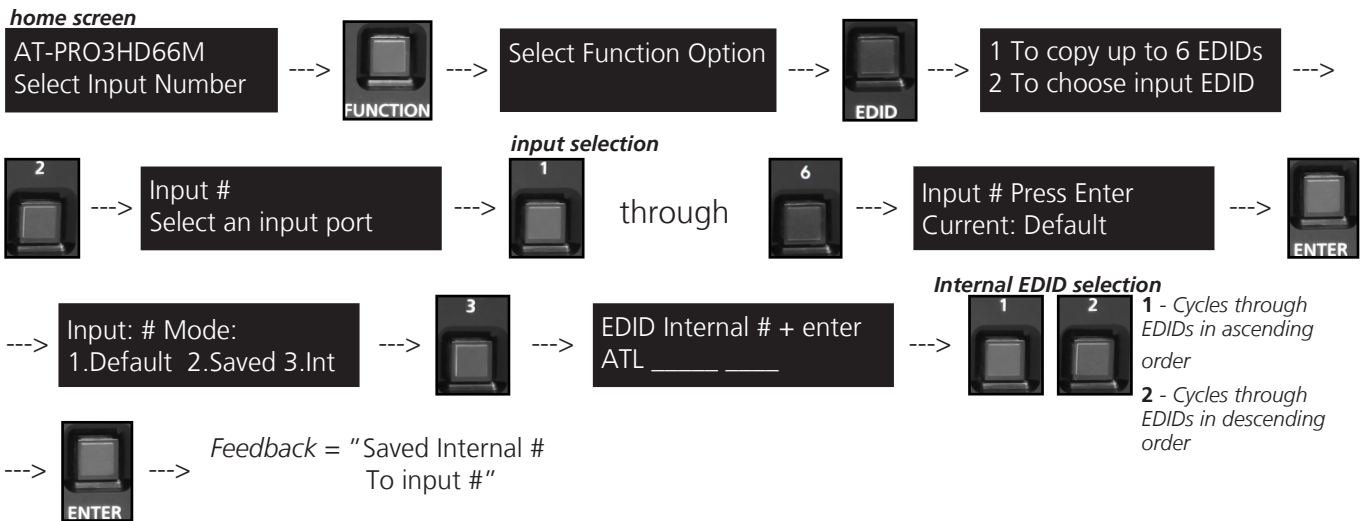 home screen
AT-PRO3HD66M
Select Input Number
--->
FUNCTION
--->
Select Function Option
--->
EDID
--->
1 To copy up to 6 EDIDs
2 To choose input EDID
--->
2
--->
Input #
Select an input port
--->
input selection
1
through
6
--->
Input # Press Enter
Current: Default
--->
ENTER
--->
Input: # Mode:
1.Default 2.Saved 3.Int
--->
3
--->
EDID Internal # + enter
ATL _____ ____
--->
Internal EDID selection
1
2
1 - Cycles through
EDIDs in ascending
order
2 - Cycles through
EDIDs in descending
order
--->
ENTER
--->
Feedback = "Saved Internal #
To input #"